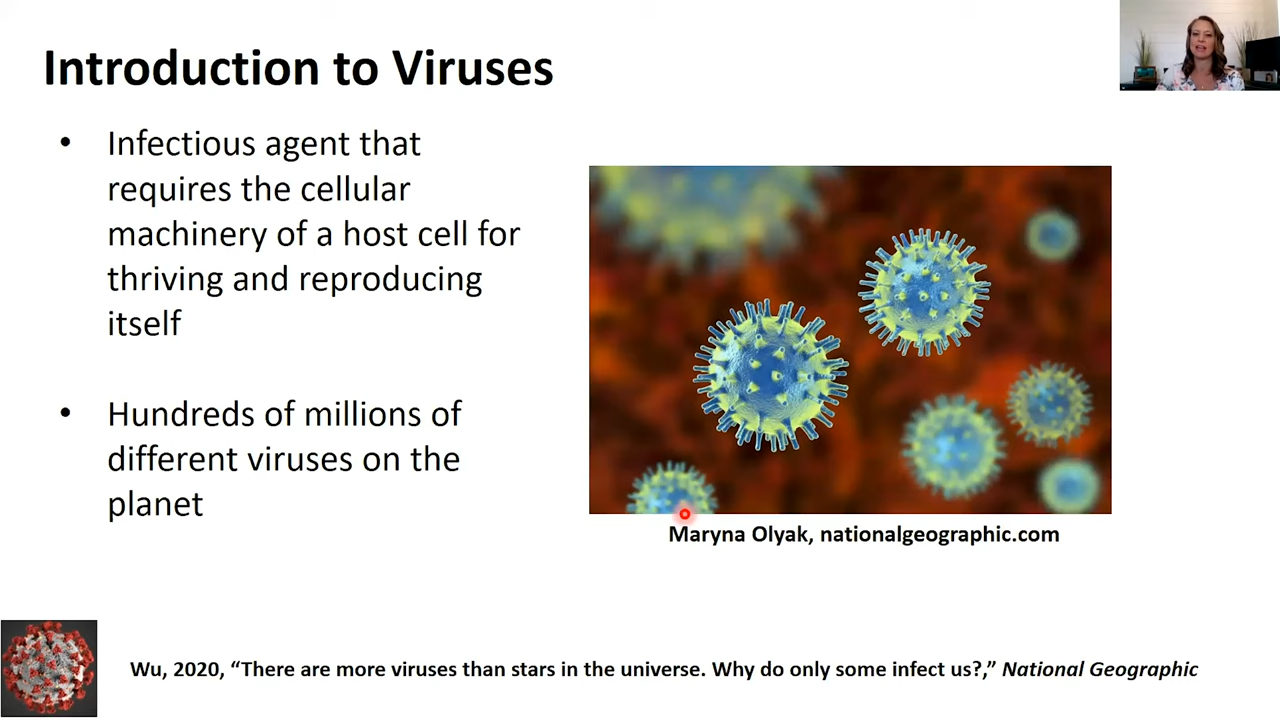 Introduction to Viruses
• Infectious agent that
requires the cellular
machinery of a host cell for
thriving and reproducing
itself
• Hundreds of millions of
different viruses on the
planet
Maryna Olyak, nationalgeographic.com
Wu, 2020, “There are more viruses than stars in the universe. Why do only some infect us?,” National Geographic